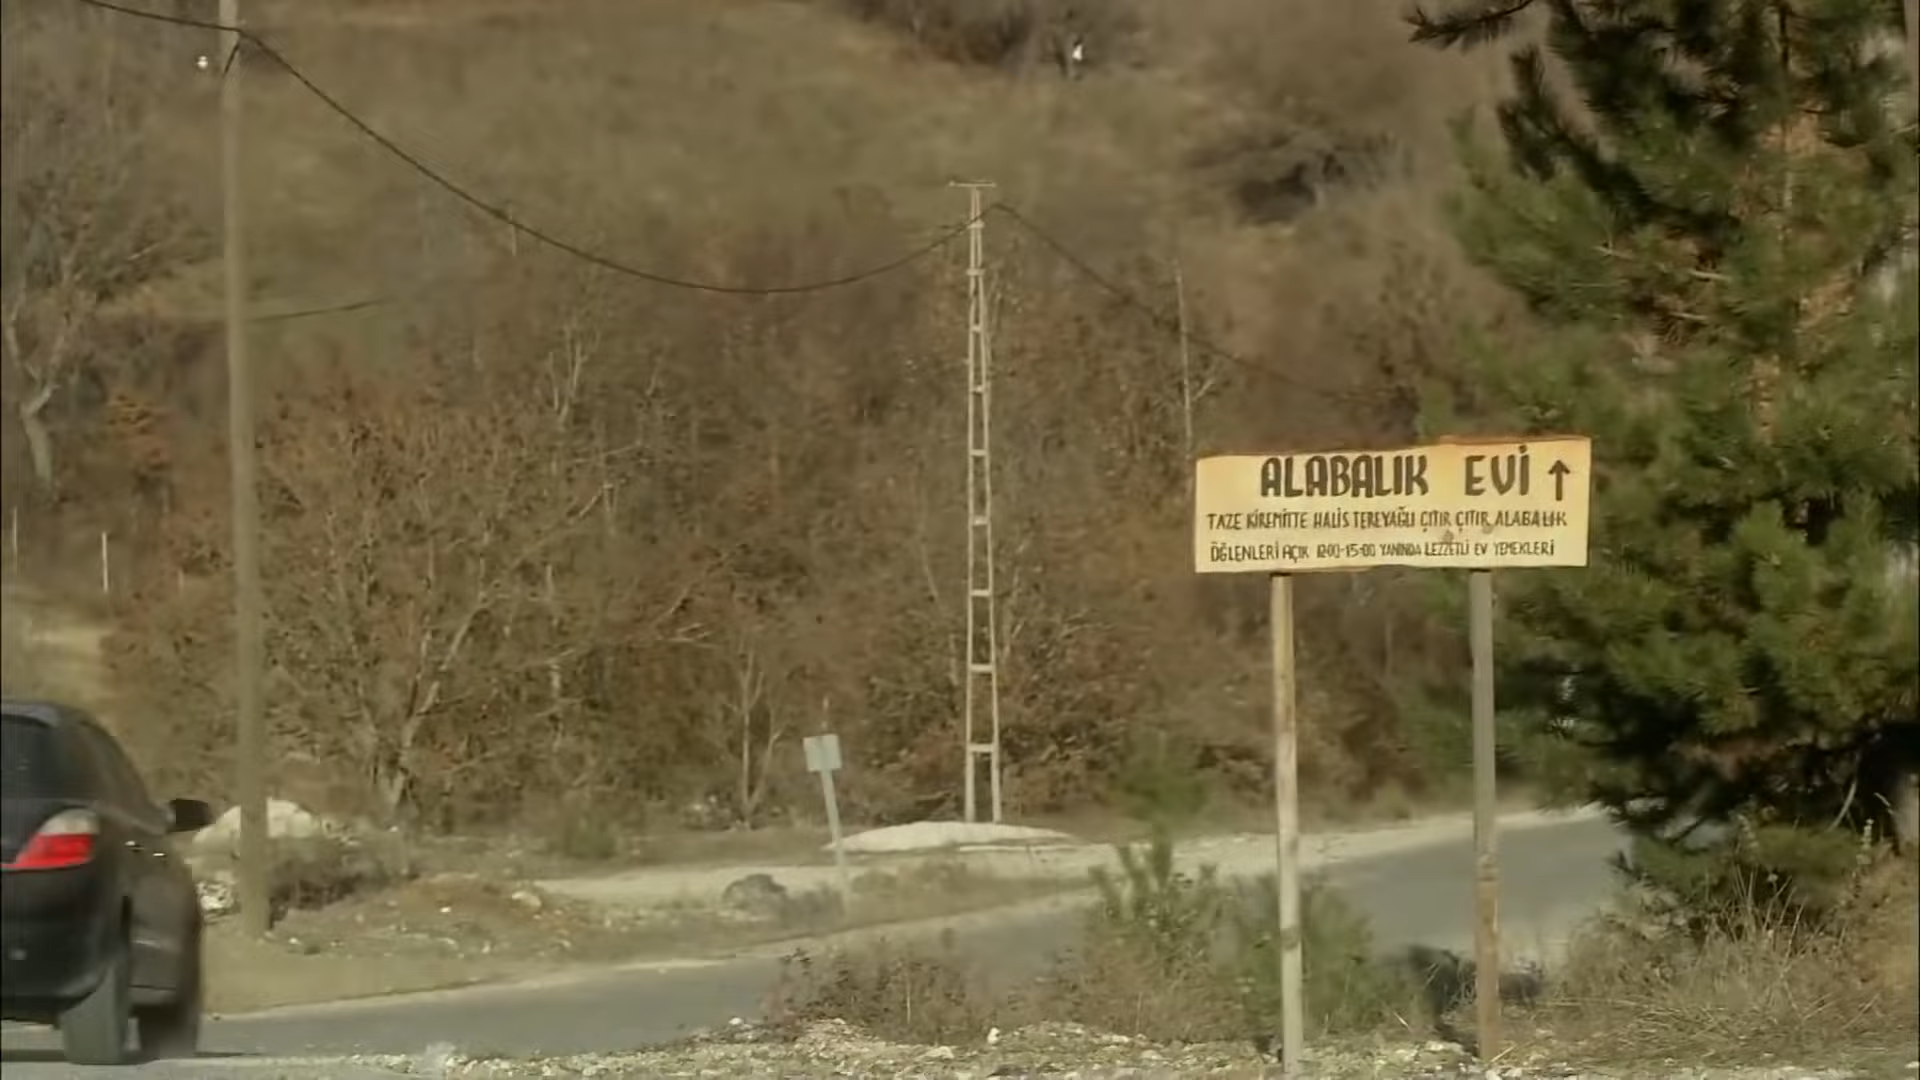 ALABALIK EVİ ↑
TAZE KİREMİTTE HALİS TEREYAĞLI ÇITIR ÇITIR ALABALIK
ÖĞLENLERİ AÇIK 12:00-15:00 YANINDA LEZZETLİ EV YEMEKLERİ